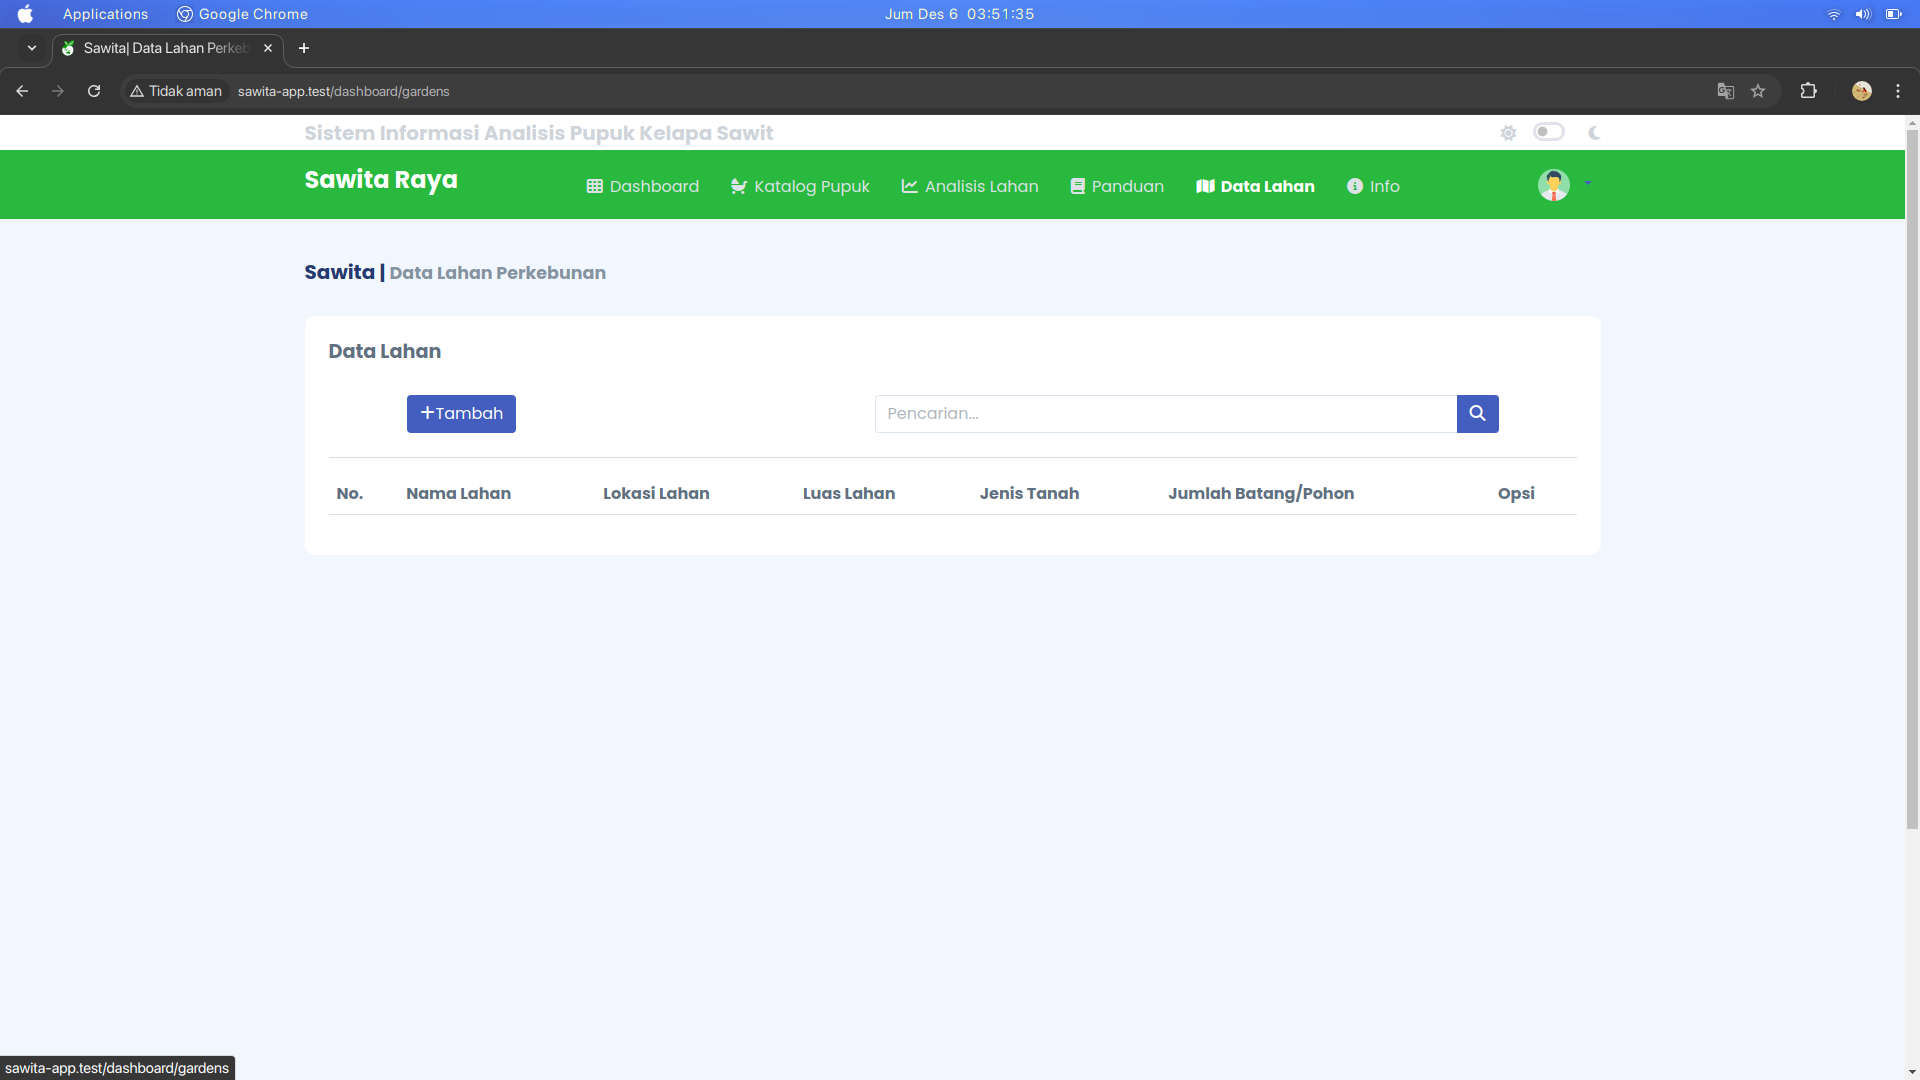 Applications Google Chrome Jum Des 6 03:51:35
Sawita| Data Lahan Perkeb
Tidak aman sawita-app.test/dashboard/gardens
Sistem Informasi Analisis Pupuk Kelapa Sawit
Sawita Raya Dashboard Katalog Pupuk Analisis Lahan Panduan Data Lahan Info
Sawita | Data Lahan Perkebunan
Data Lahan
+Tambah Pencarian...
No. Nama Lahan Lokasi Lahan Luas Lahan Jenis Tanah Jumlah Batang/Pohon Opsi
sawita-app.test/dashboard/gardens